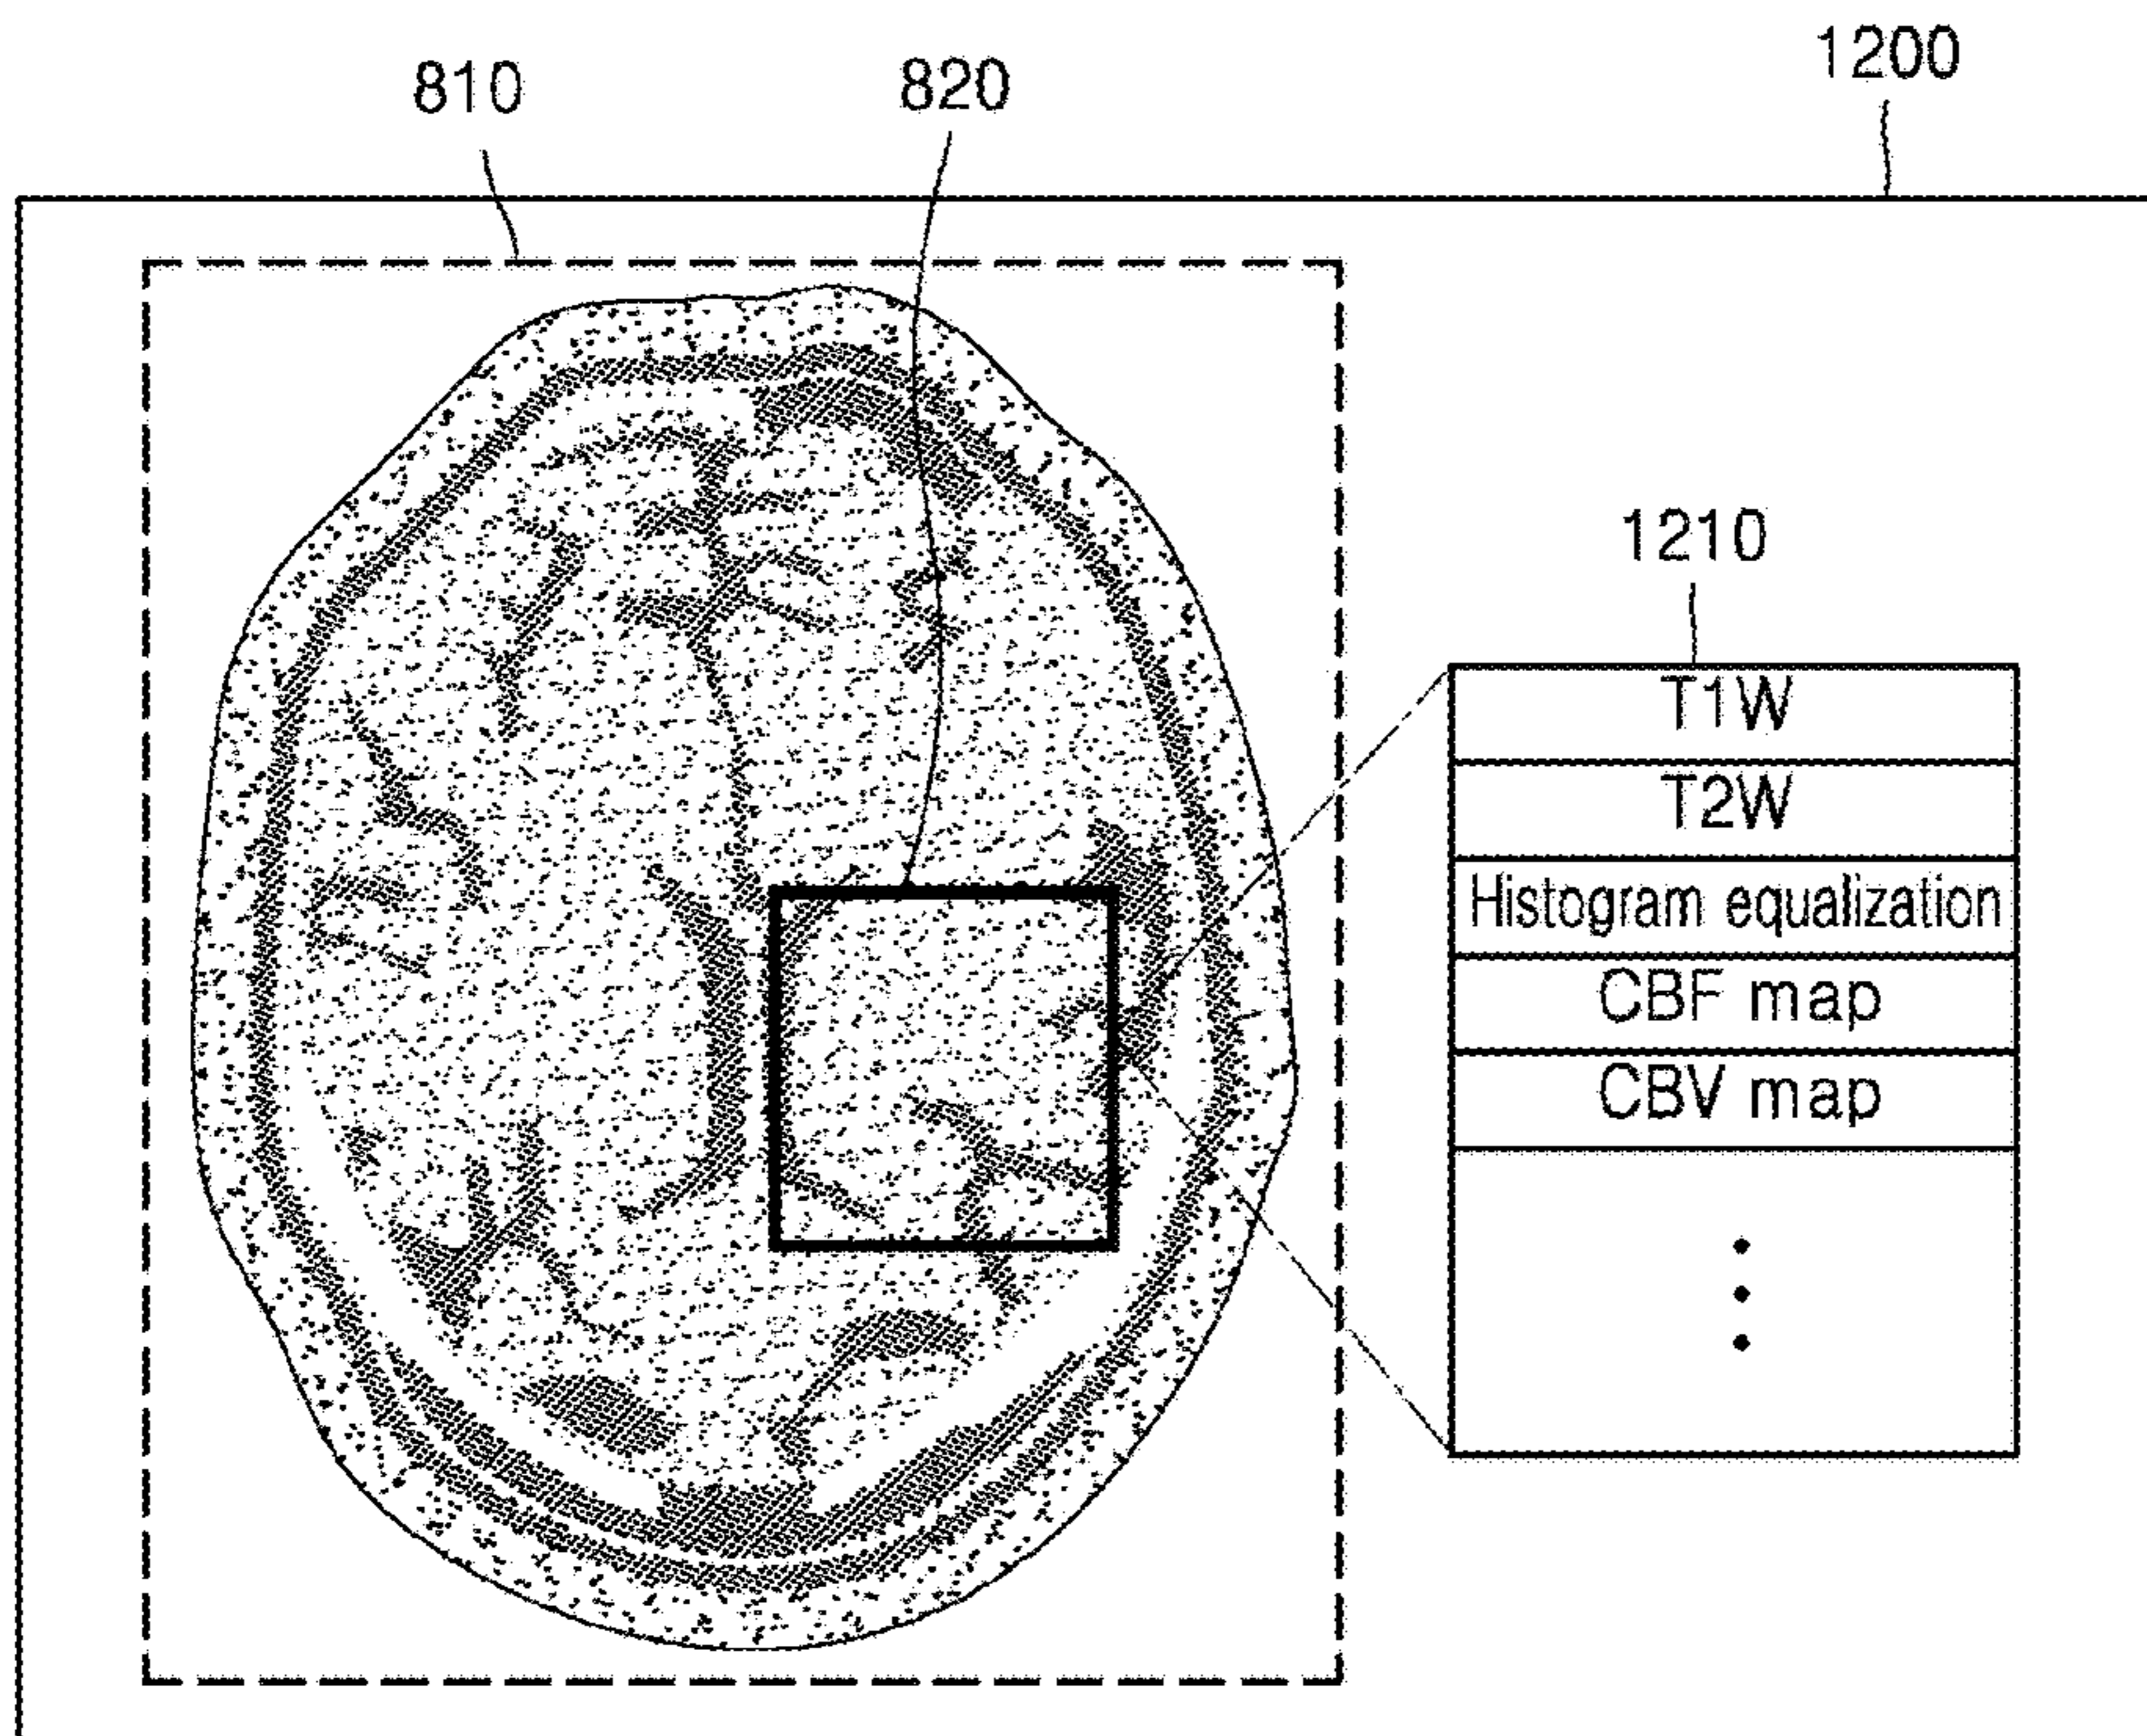 1200
810
820
1210
T1W
T2W
Histogram equalization
CBF map
CBV map